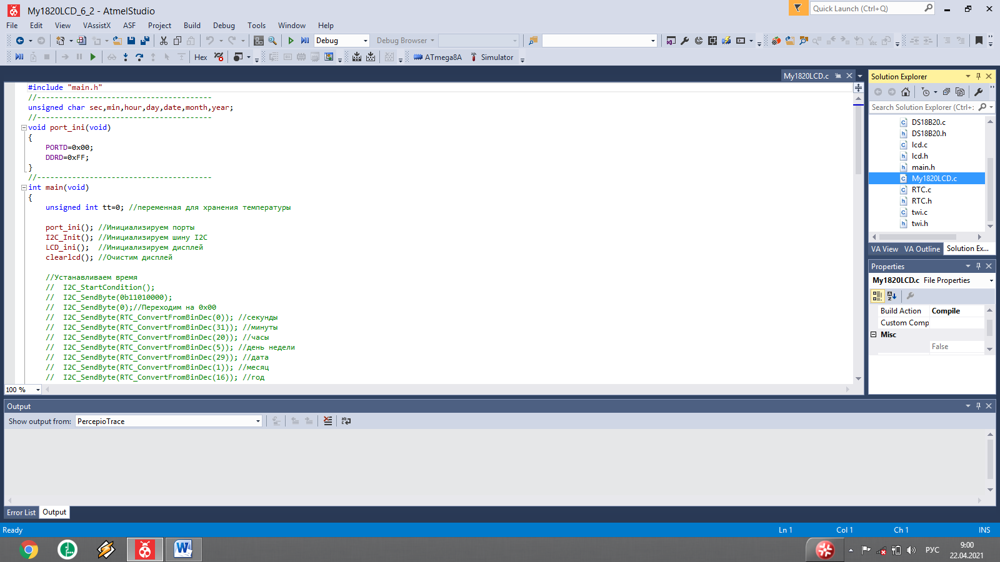 My1820LCD_6_2 - AtmelStudio
Quick Launch (Ctrl+Q)
File Edit View VAssistX ASF Project Build Debug Tools Window Help
Debug Debug Browser
Hex ATmega8A Simulator
My1820LCD.c
#include "main.h"
//----------------------------------------
unsigned char sec,min,hour,day,date,month,year;
//----------------------------------------
void port_ini(void)
{
PORTD=0x00;
DDRD=0xFF;
}
//----------------------------------------
int main(void)
{
unsigned int tt=0; //переменная для хранения температуры
port_ini(); //Инициализируем порты
I2C_Init(); //Инициализируем шину I2C
LCD_ini();  //Инициализируем дисплей
clearlcd(); //Очистим дисплей
//Устанавливаем время
//  I2C_StartCondition();
//  I2C_SendByte(0b11010000);
//  I2C_SendByte(0);//Переходим на 0x00
//  I2C_SendByte(RTC_ConvertFromBinDec(0)); //секунды
//  I2C_SendByte(RTC_ConvertFromBinDec(31)); //минуты
//  I2C_SendByte(RTC_ConvertFromBinDec(20)); //часы
//  I2C_SendByte(RTC_ConvertFromBinDec(5)); //день недели
//  I2C_SendByte(RTC_ConvertFromBinDec(29)); //дата
//  I2C_SendByte(RTC_ConvertFromBinDec(1)); //месяц
//  I2C_SendByte(RTC_ConvertFromBinDec(16)); //год
100 %
Solution Explorer
Search Solution Explorer (Ctrl+:
DS18B20.c
DS18B20.h
lcd.c
lcd.h
main.h
My1820LCD.c
RTC.c
RTC.h
twi.c
twi.h
VA View VA Outline Solution Ex...
Properties
My1820LCD.c File Properties
Build Action Compile
Custom Comp
Misc
False
Output
Show output from: PercepioTrace
Error List Output
Ready Ln 1 Col 1 Ch 1 INS
РУС
9:00
22.04.2021